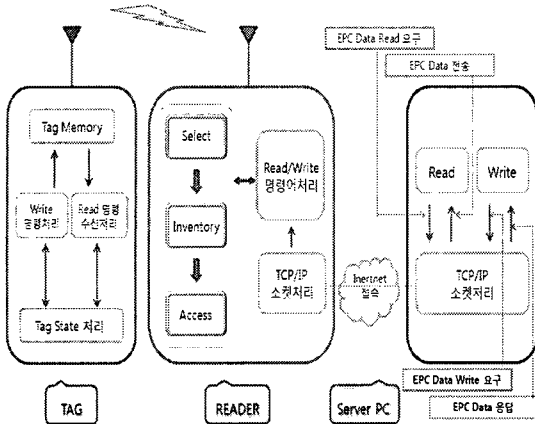 EPC Data Read 요구
EPC Data 전송
Tag Memory
Write
명령처리
Read 명령
수신처리
Tag State 처리
TAG
Select
Inventory
Access
Read/Write
명령어처리
TCP/IP
소켓처리
READER
Inertnet
접속
Read
Write
TCP/IP
소켓처리
Server PC
EPC Data Write 요구
EPC Data 응답